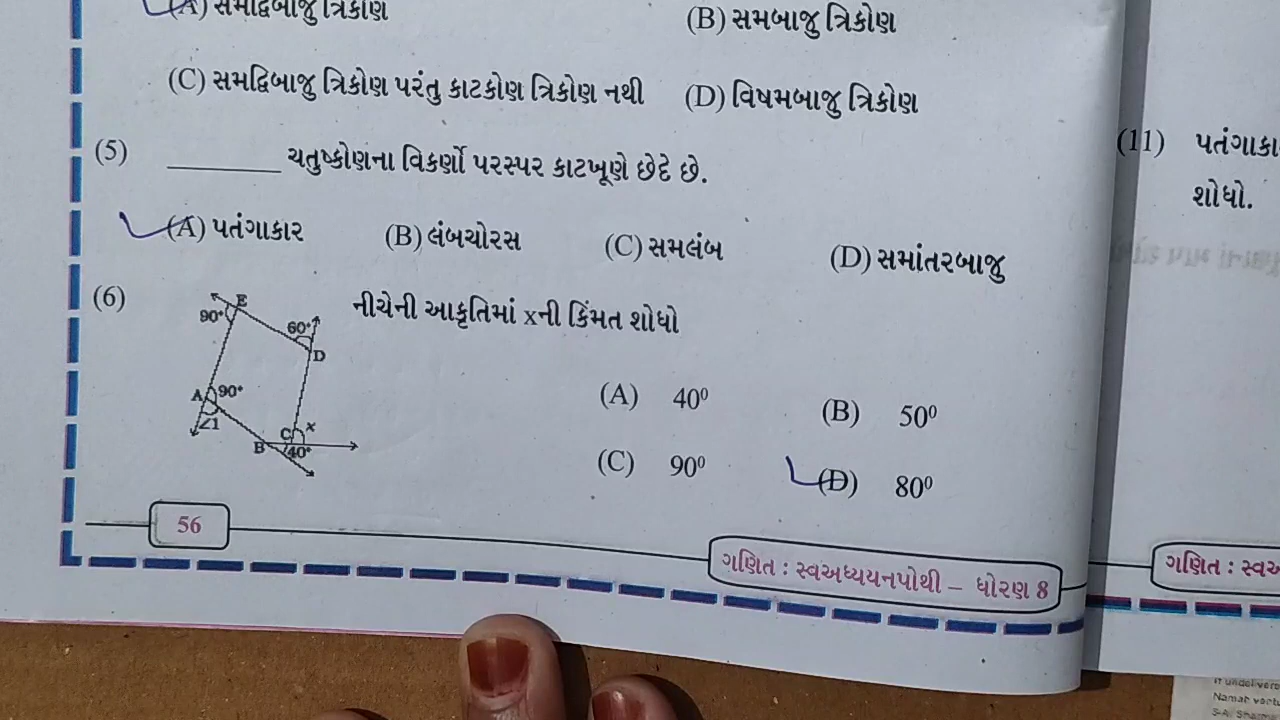 (A) સમદ્વિબાજુ ત્રિકોણ
(B) સમબાજુ ત્રિકોણ
(C) સમદ્વિબાજુ ત્રિકોણ પરંતુ કાટકોણ ત્રિકોણ નથી
(D) વિષમબાજુ ત્રિકોણ
(5) ________ ચતુષ્કોણના વિકર્ણો પરસ્પર કાટખૂણે છેદે છે.
(A) પતંગાકાર (B) લંબચોરસ (C) સમલંબ (D) સમાંતરબાજુ
(6) નીચેની આકૃતિમાં xની કિંમત શોધો
E
90°
60°
D
A 90°
∠1
C x
B 40°
(A) 40⁰ (B) 50⁰
(C) 90⁰ (D) 80⁰
56
ગણિત : સ્વઅધ્યયનપોથી – ધોરણ 8
(11) પતંગાકા
શોધો.
ગણિત : સ્વઅ